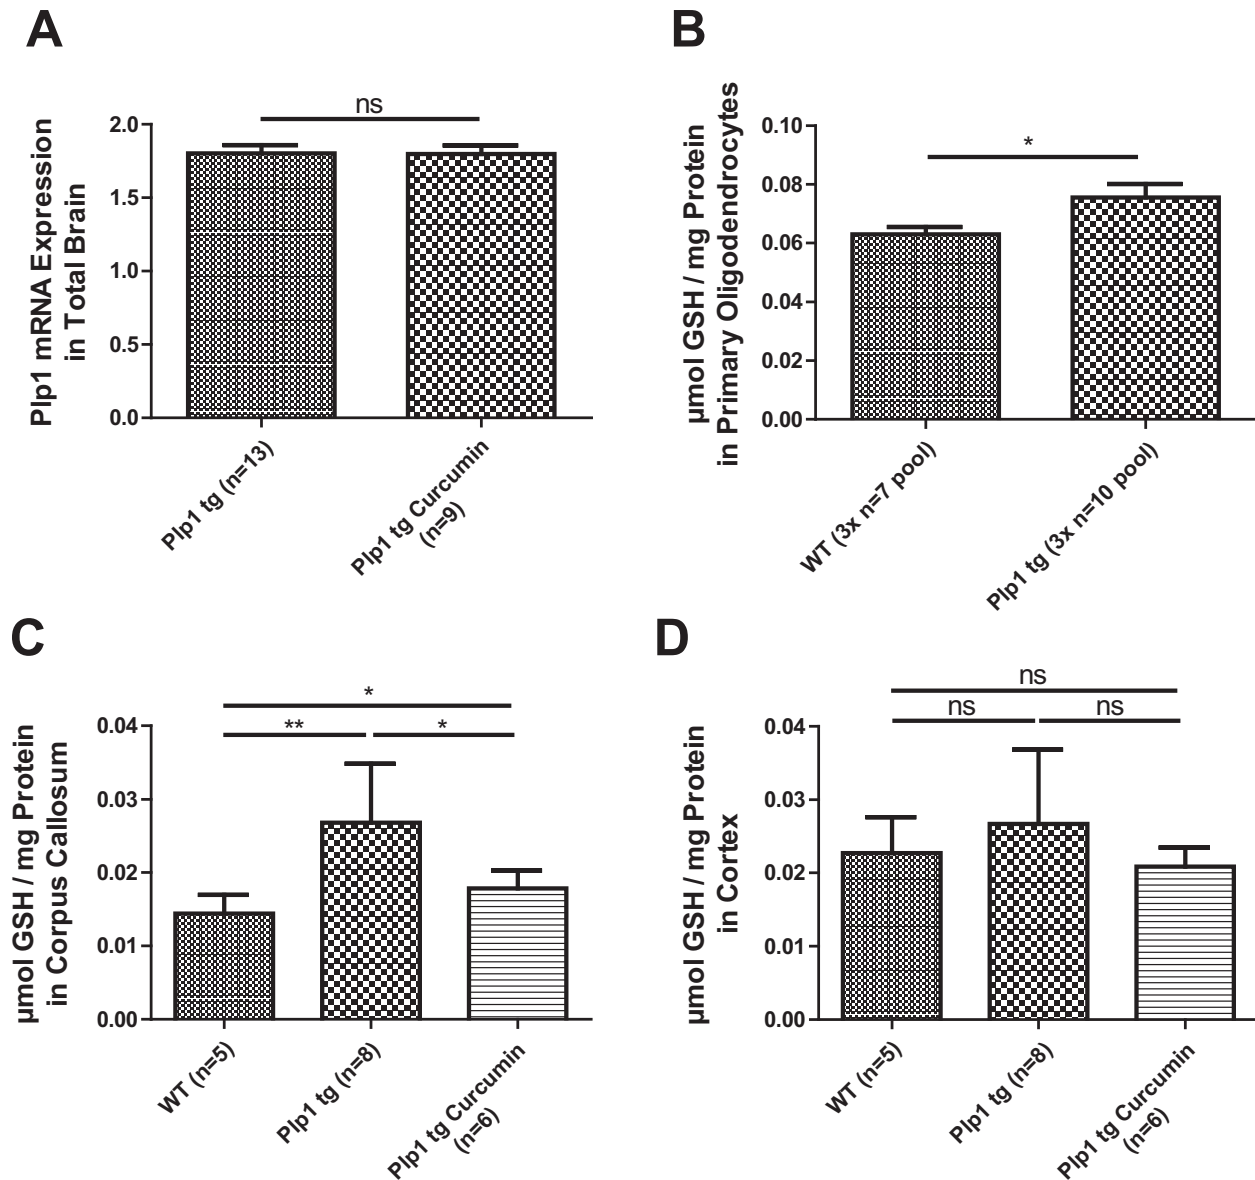 A
Plp1 mRNA Expression
in Total Brain
2.0
1.5
1.0
0.5
0.0
ns
Plp1 tg (n=13)
Plp1 tg Curcumin
(n=9)
B
µmol GSH / mg Protein
in Primary Oligodendrocytes
0.10
0.08
0.06
0.04
0.02
0.00
*
WT (3x n=7 pool)
Plp1 tg (3x n=10 pool)
C
µmol GSH / mg Protein
in Corpus Callosum
0.04
0.03
0.02
0.01
0.00
*
** *
WT (n=5)
Plp1 tg (n=8)
Plp1 tg Curcumin
(n=6)
D
µmol GSH / mg Protein
in Cortex
0.04
0.03
0.02
0.01
0.00
ns
ns ns
WT (n=5)
Plp1 tg (n=8)
Plp1 tg Curcumin
(n=6)